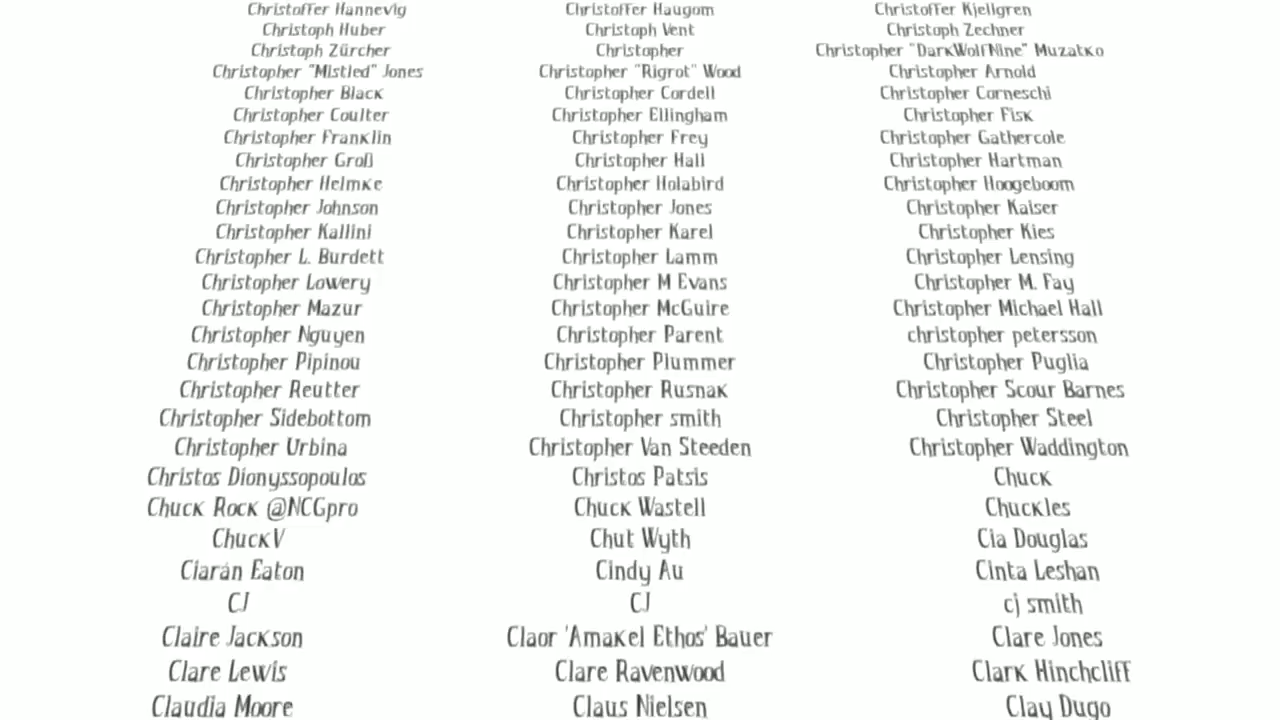 Christoffer Hannevig Christoffer Haugom Christoffer Kjellgren
Christoph Huber Christoph Vent Christoph Zechner
Christoph Zürcher Christopher Christopher "DarkWolfNine" Muzatko
Christopher "Mistled" Jones Christopher "Rigrot" Wood Christopher Arnold
Christopher Black Christopher Cordell Christopher Corneschi
Christopher Coulter Christopher Ellingham Christopher Fisk
Christopher Franklin Christopher Frey Christopher Gathercole
Christopher Groß Christopher Hall Christopher Hartman
Christopher Helmke Christopher Holabird Christopher Hoogeboom
Christopher Johnson Christopher Jones Christopher Kaiser
Christopher Kallini Christopher Karel Christopher Kies
Christopher L. Burdett Christopher Lamm Christopher Lensing
Christopher Lowery Christopher M Evans Christopher M. Fay
Christopher Mazur Christopher McGuire Christopher Michael Hall
Christopher Nguyen Christopher Parent christopher petersson
Christopher Pipinou Christopher Plummer Christopher Puglia
Christopher Reutter Christopher Rusnak Christopher Scour Barnes
Christopher Sidebottom Christopher smith Christopher Steel
Christopher Urbina Christopher Van Steeden Christopher Waddington
Christos Dionyssopoulos Christos Patsis Chuck
Chuck Rock @NCGpro Chuck Wastell Chuckles
ChuckV Chut Wyth Cia Douglas
Ciarán Eaton Cindy Au Cinta Leshan
CJ CJ cj smith
Claire Jackson Claor 'Amakel Ethos' Bauer Clare Jones
Clare Lewis Clare Ravenwood Clark Hinchcliff
Claudia Moore Claus Nielsen Clay Dugo